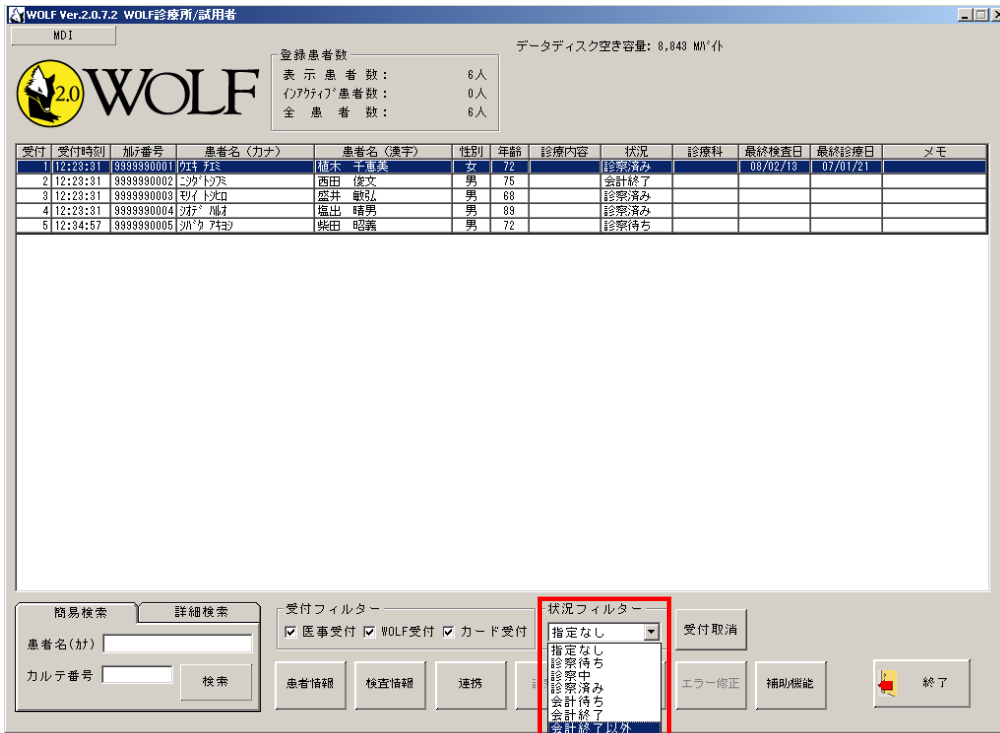 WOLF Ver.2.0.7.2 WOLF診療所/試用者
MDI
データディスク空き容量: 8,843 Mバイト
2.0
WOLF
登録患者数
表示患者数: 6人
インアクティブ患者数: 0人
全患者数: 6人
受付 受付時刻 カルテ番号 患者名(カナ) 患者名(漢字) 性別 年齢 診療内容 状況 診療科 最終検査日 最終診療日 メモ
1 12:23:31 9999990001 ウエキ チエミ 植木 千恵美 女 72 診察済み 08/02/13 07/01/21
2 12:23:31 9999990002 ニシダ トシフミ 西田 俊文 男 75 会計終了
3 12:23:31 9999990003 モリイ トシヒロ 盛井 敏弘 男 68 診察済み
4 12:23:31 9999990004 シオデ ハルオ 塩出 晴男 男 89 診察済み
5 12:34:57 9999990005 シバタ アキヨシ 柴田 昭義 男 72 診察待ち
簡易検索 詳細検索
患者名(カナ)
カルテ番号
検索
受付フィルター
医事受付 WOLF受付 カード受付
状況フィルター
指定なし
指定なし
診察待ち
診察中
診察済み
会計待ち
会計終了
会計終了以外
受付取消
患者情報 検査情報 連携 エラー修正 補助機能 終了